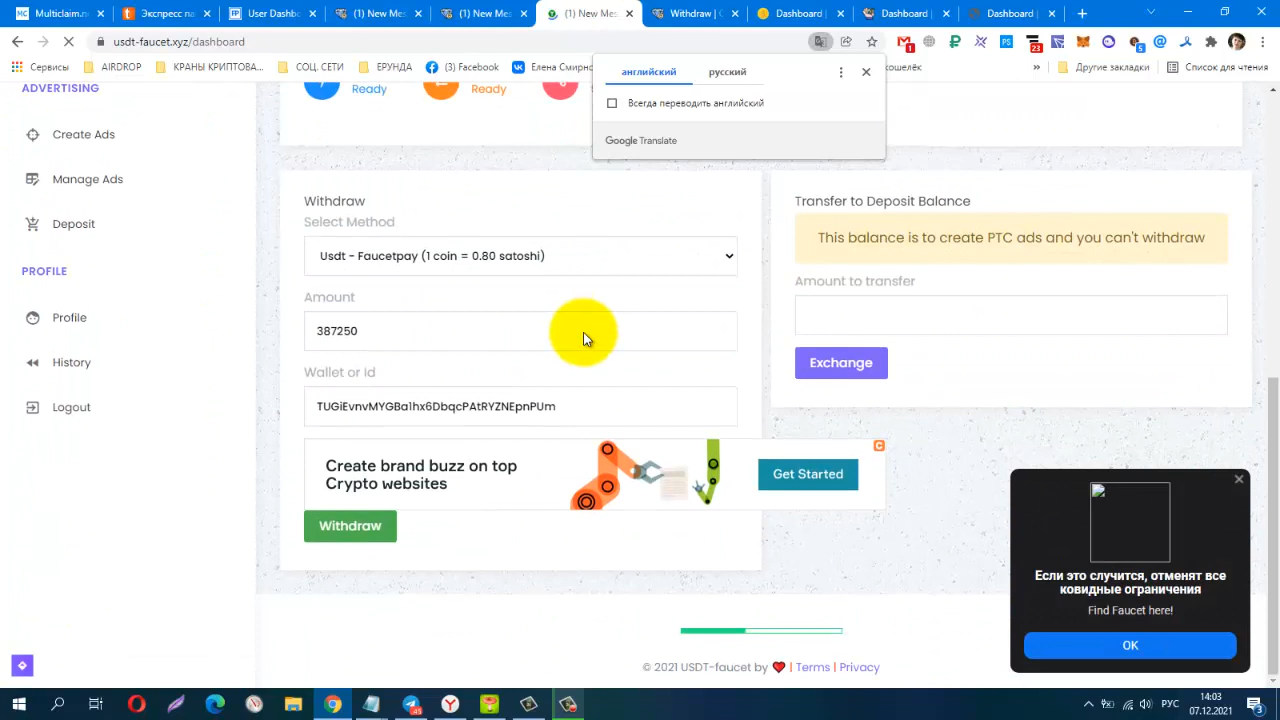 Multiclaim.n
Экспресс па
User Dashbo
(1) New Mes
(1) New Mes
(1) New Mes
Withdraw | C
Dashboard |
Dashboard |
Dashboard |
usdt-faucet.xyz/dashboard
Сервисы
AIRDROP
КРАНЫ КРИПТОВА...
СОЦ. СЕТИ
ЕРУНДА
(3) Facebook
Елена Смирно
кошелёк
»
Другие закладки
Список для чтения
английский
русский
Всегда переводить английский
Google Translate
ADVERTISING
Create Ads
Manage Ads
Deposit
PROFILE
Profile
History
Logout
Ready
Ready
Withdraw
Select Method
Usdt - Faucetpay (1 coin = 0.80 satoshi)
Amount
387250
Wallet or Id
TUGiEvnvMYGBa1hx6DbqcPAtRYZNEpnPUm
Create brand buzz on top
Crypto websites
Get Started
Withdraw
Transfer to Deposit Balance
This balance is to create PTC ads and you can't withdraw
Amount to transfer
Exchange
Если это случится, отменят все
ковидные ограничения
Find Faucet here!
OK
© 2021 USDT-faucet by ❤ | Terms | Privacy
РУС
14:03
07.12.2021